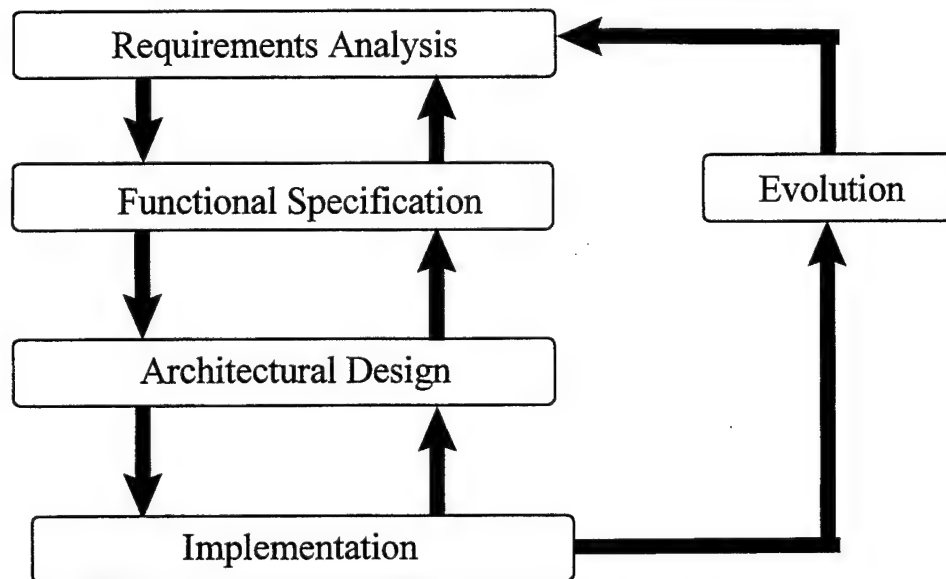 Requirements Analysis
Functional Specification
Evolution
Architectural Design
Implementation